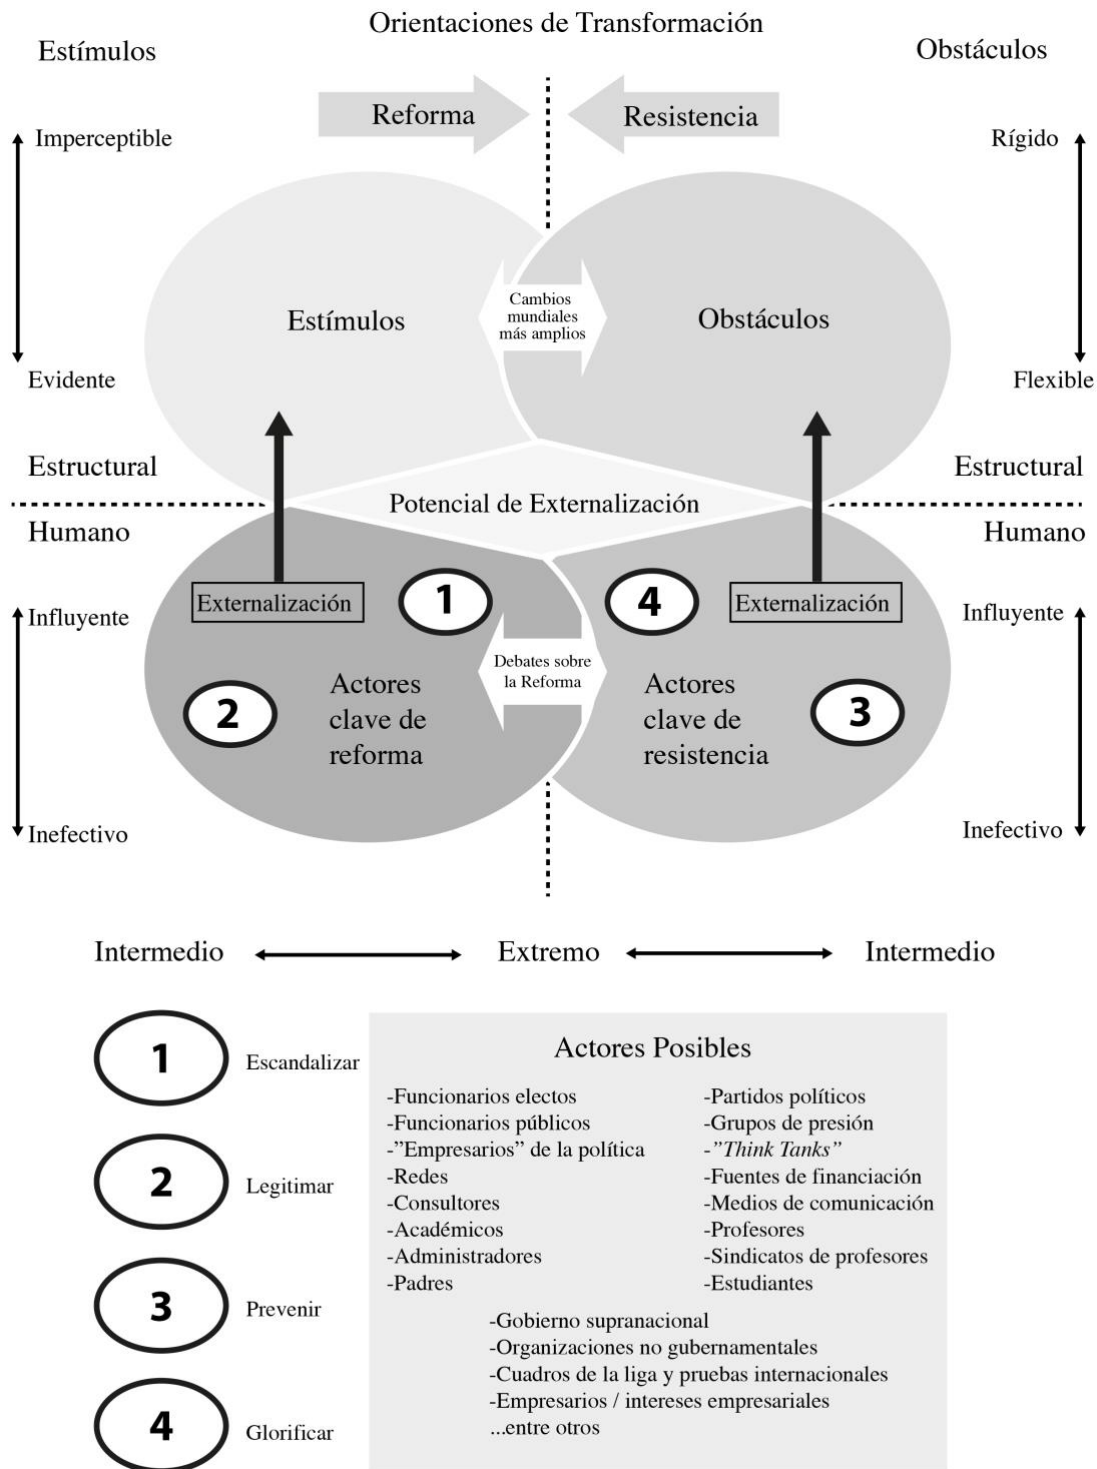 Orientaciones de Transformación
Estímulos
Obstáculos
Reforma
Resistencia
Imperceptible
Rígido
Estímulos
Cambios
mundiales
más amplios
Obstáculos
Evidente
Flexible
Estructural
Estructural
Potencial de Externalización
Humano
Humano
Externalización
1
4
Externalización
Influyente
Influyente
Debates sobre
la Reforma
Actores
clave de
reforma
2
Actores
clave de
resistencia
3
Inefectivo
Inefectivo
Intermedio
Extremo
Intermedio
1 Escandalizar
2 Legitimar
3 Prevenir
4 Glorificar
Actores Posibles
-Funcionarios electos
-Funcionarios públicos
-”Empresarios” de la política
-Redes
-Consultores
-Académicos
-Administradores
-Padres
-Partidos políticos
-Grupos de presión
-”Think Tanks”
-Fuentes de financiación
-Medios de comunicación
-Profesores
-Sindicatos de profesores
-Estudiantes
-Gobierno supranacional
-Organizaciones no gubernamentales
-Cuadros de la liga y pruebas internacionales
-Empresarios / intereses empresariales
...entre otros